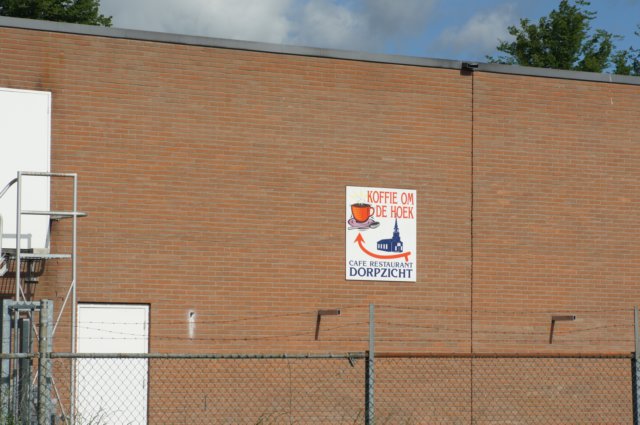 KOFFIE OM
DE HOEK
CAFE RESTAURANT
DORPZICHT